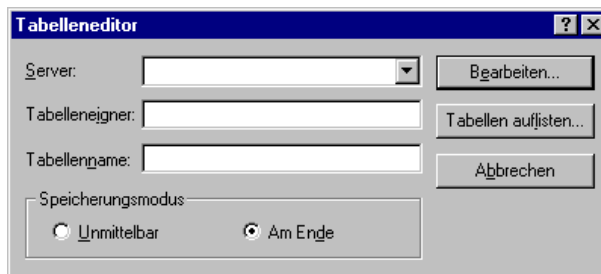 Tabelleneditor
Server:
Bearbeiten...
Tabelleneigner:
Tabellen auflisten...
Tabellenname:
Abbrechen
Speicherungsmodus
Unmittelbar
Am Ende